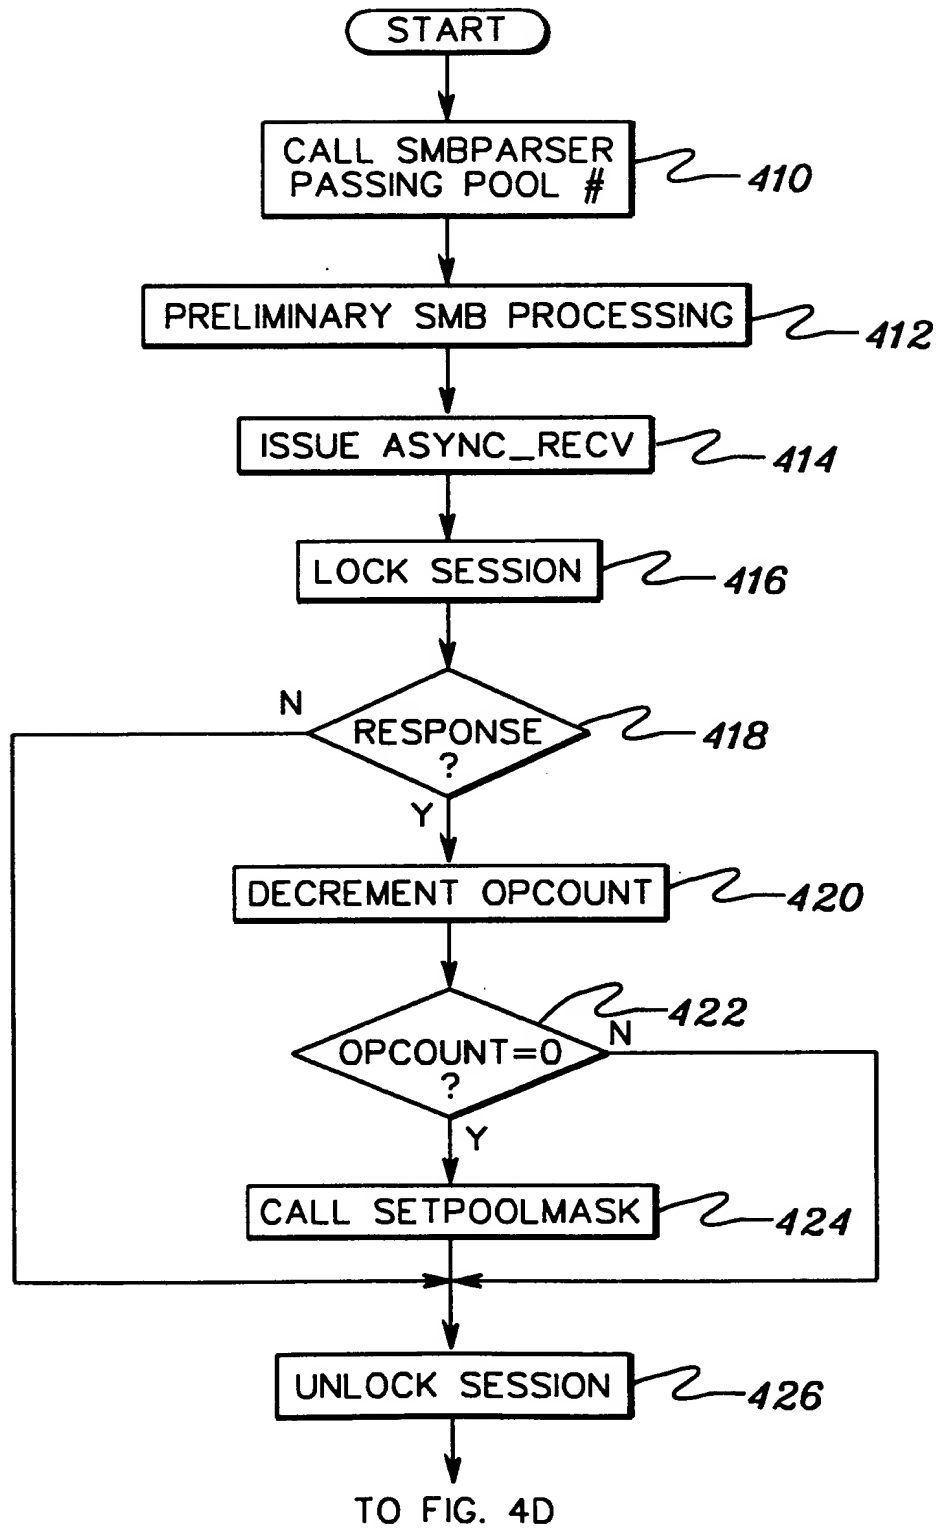 START
CALL SMBPARSER
PASSING POOL #
410
PRELIMINARY SMB PROCESSING
412
ISSUE ASYNC_RECV
414
LOCK SESSION
416
N
RESPONSE
?
418
Y
DECREMENT OPCOUNT
420
422
N
OPCOUNT=0
?
Y
CALL SETPOOLMASK
424
UNLOCK SESSION
426
TO FIG. 4D